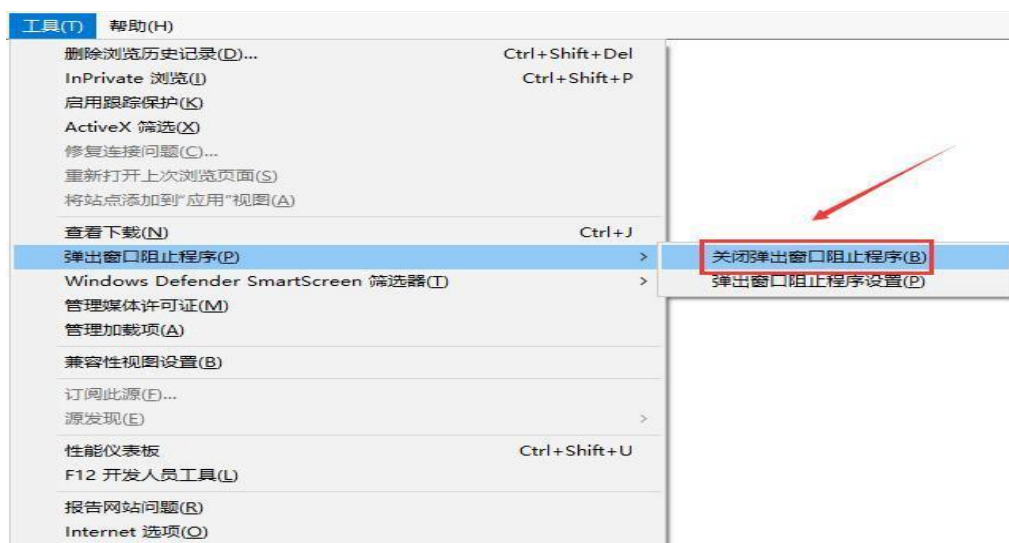 工具(T) 帮助(H)
删除浏览历史记录(D)... Ctrl+Shift+Del
InPrivate 浏览(I) Ctrl+Shift+P
启用跟踪保护(K)
ActiveX 筛选(X)
修复连接问题(C)...
重新打开上次浏览页面(S)
将站点添加到"应用"视图(A)
查看下载(N) Ctrl+J
弹出窗口阻止程序(P) > 关闭弹出窗口阻止程序(B)
Windows Defender SmartScreen 筛选器(T) > 弹出窗口阻止程序设置(P)
管理媒体许可证(M)
管理加载项(A)
兼容性视图设置(B)
订阅此源(F)...
源发现(E) >
性能仪表板 Ctrl+Shift+U
F12 开发人员工具(L)
报告网站问题(R)
Internet 选项(O)